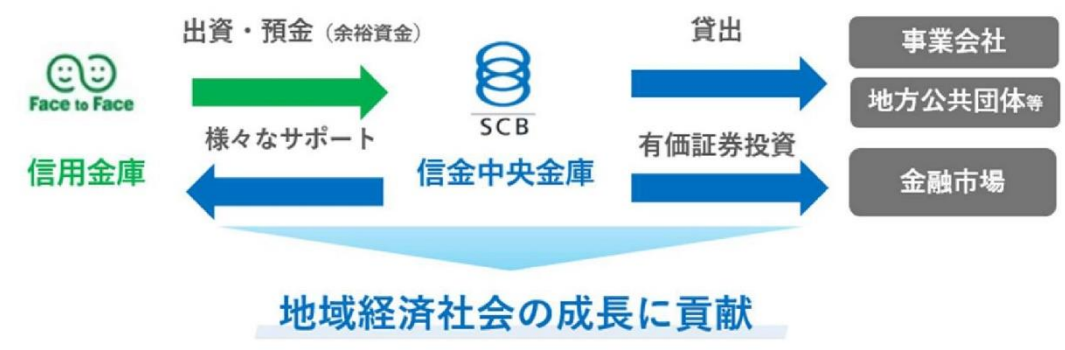 出資・預金（余裕資金）
Face to Face
信用金庫
様々なサポート
SCB
信金中央金庫
貸出
有価証券投資
事業会社
地方公共団体等
金融市場
地域経済社会の成長に貢献